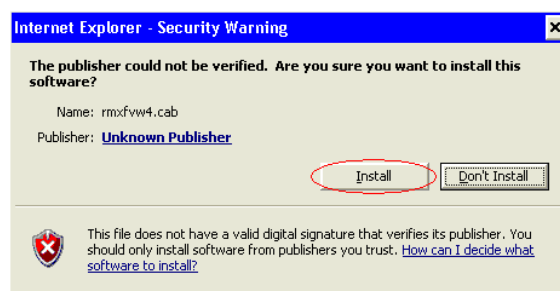 Internet Explorer - Security Warning
The publisher could not be verified.  Are you sure you want to install this
software?
Name: rmxfvw4.cab
Publisher: Unknown Publisher
Install
Don't Install
This file does not have a valid digital signature that verifies its publisher. You
should only install software from publishers you trust. How can I decide what
software to install?